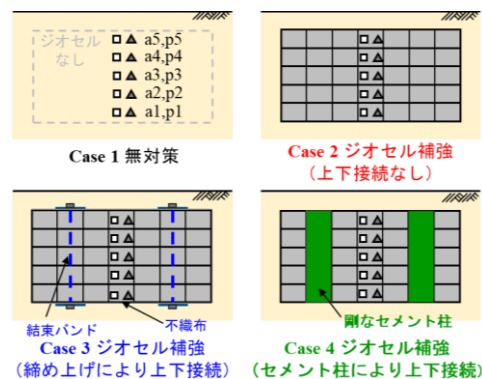 ジオセル
なし
a5,p5
a4,p4
a3,p3
a2,p2
a1,p1
Case 1 無対策
Case 2 ジオセル補強
(上下接続なし)
結束バンド
不織布
Case 3 ジオセル補強
(締め上げにより上下接続)
剛なセメント柱
Case 4 ジオセル補強
(セメント柱により上下接続)